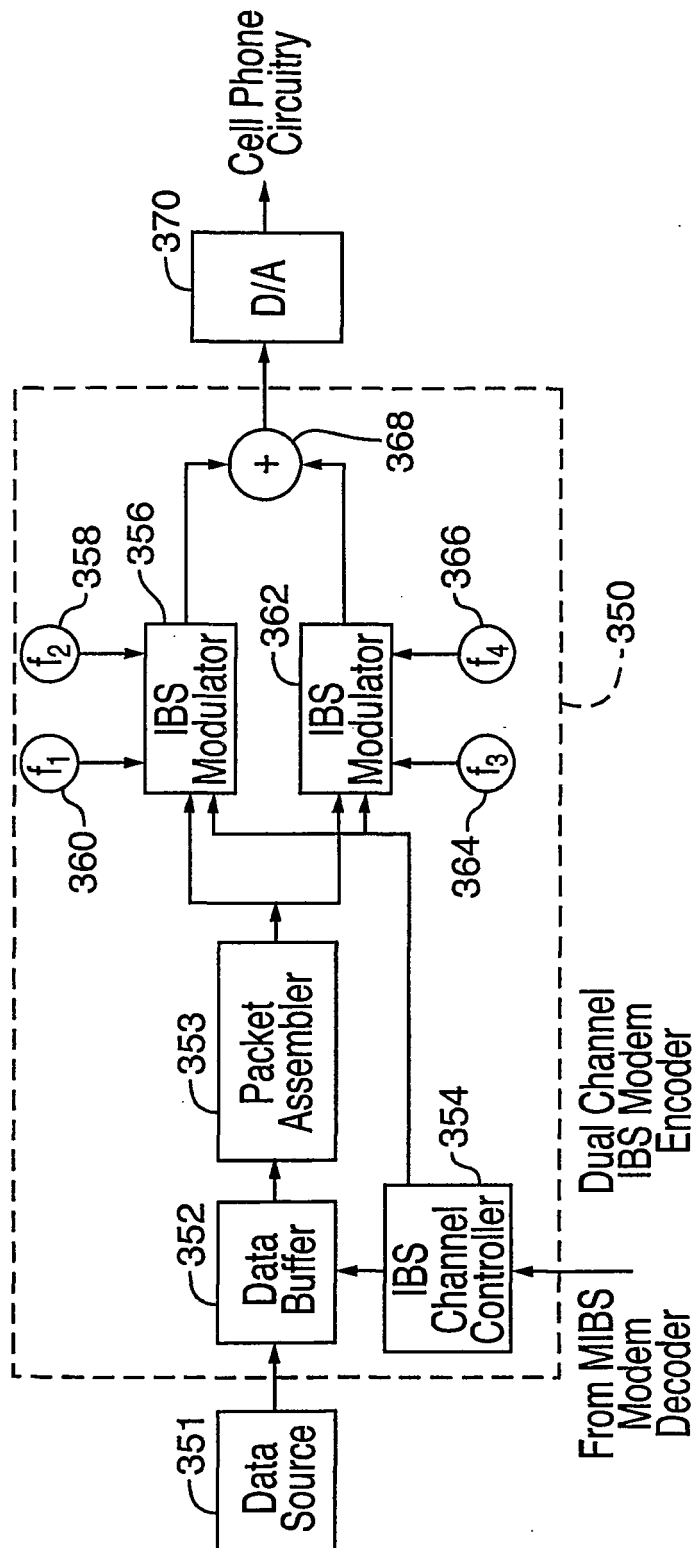 351
Data
Source
352
Data
Buffer
353
Packet
Assembler
354
IBS
Channel
Controller
From MIBS
Modem
Decoder
Dual Channel
IBS Modem
Encoder
360
f1
f2
358
356
IBS
Modulator
362
IBS
Modulator
364
f3
f4
366
+
368
350
370
D/A
Cell Phone
Circuitry